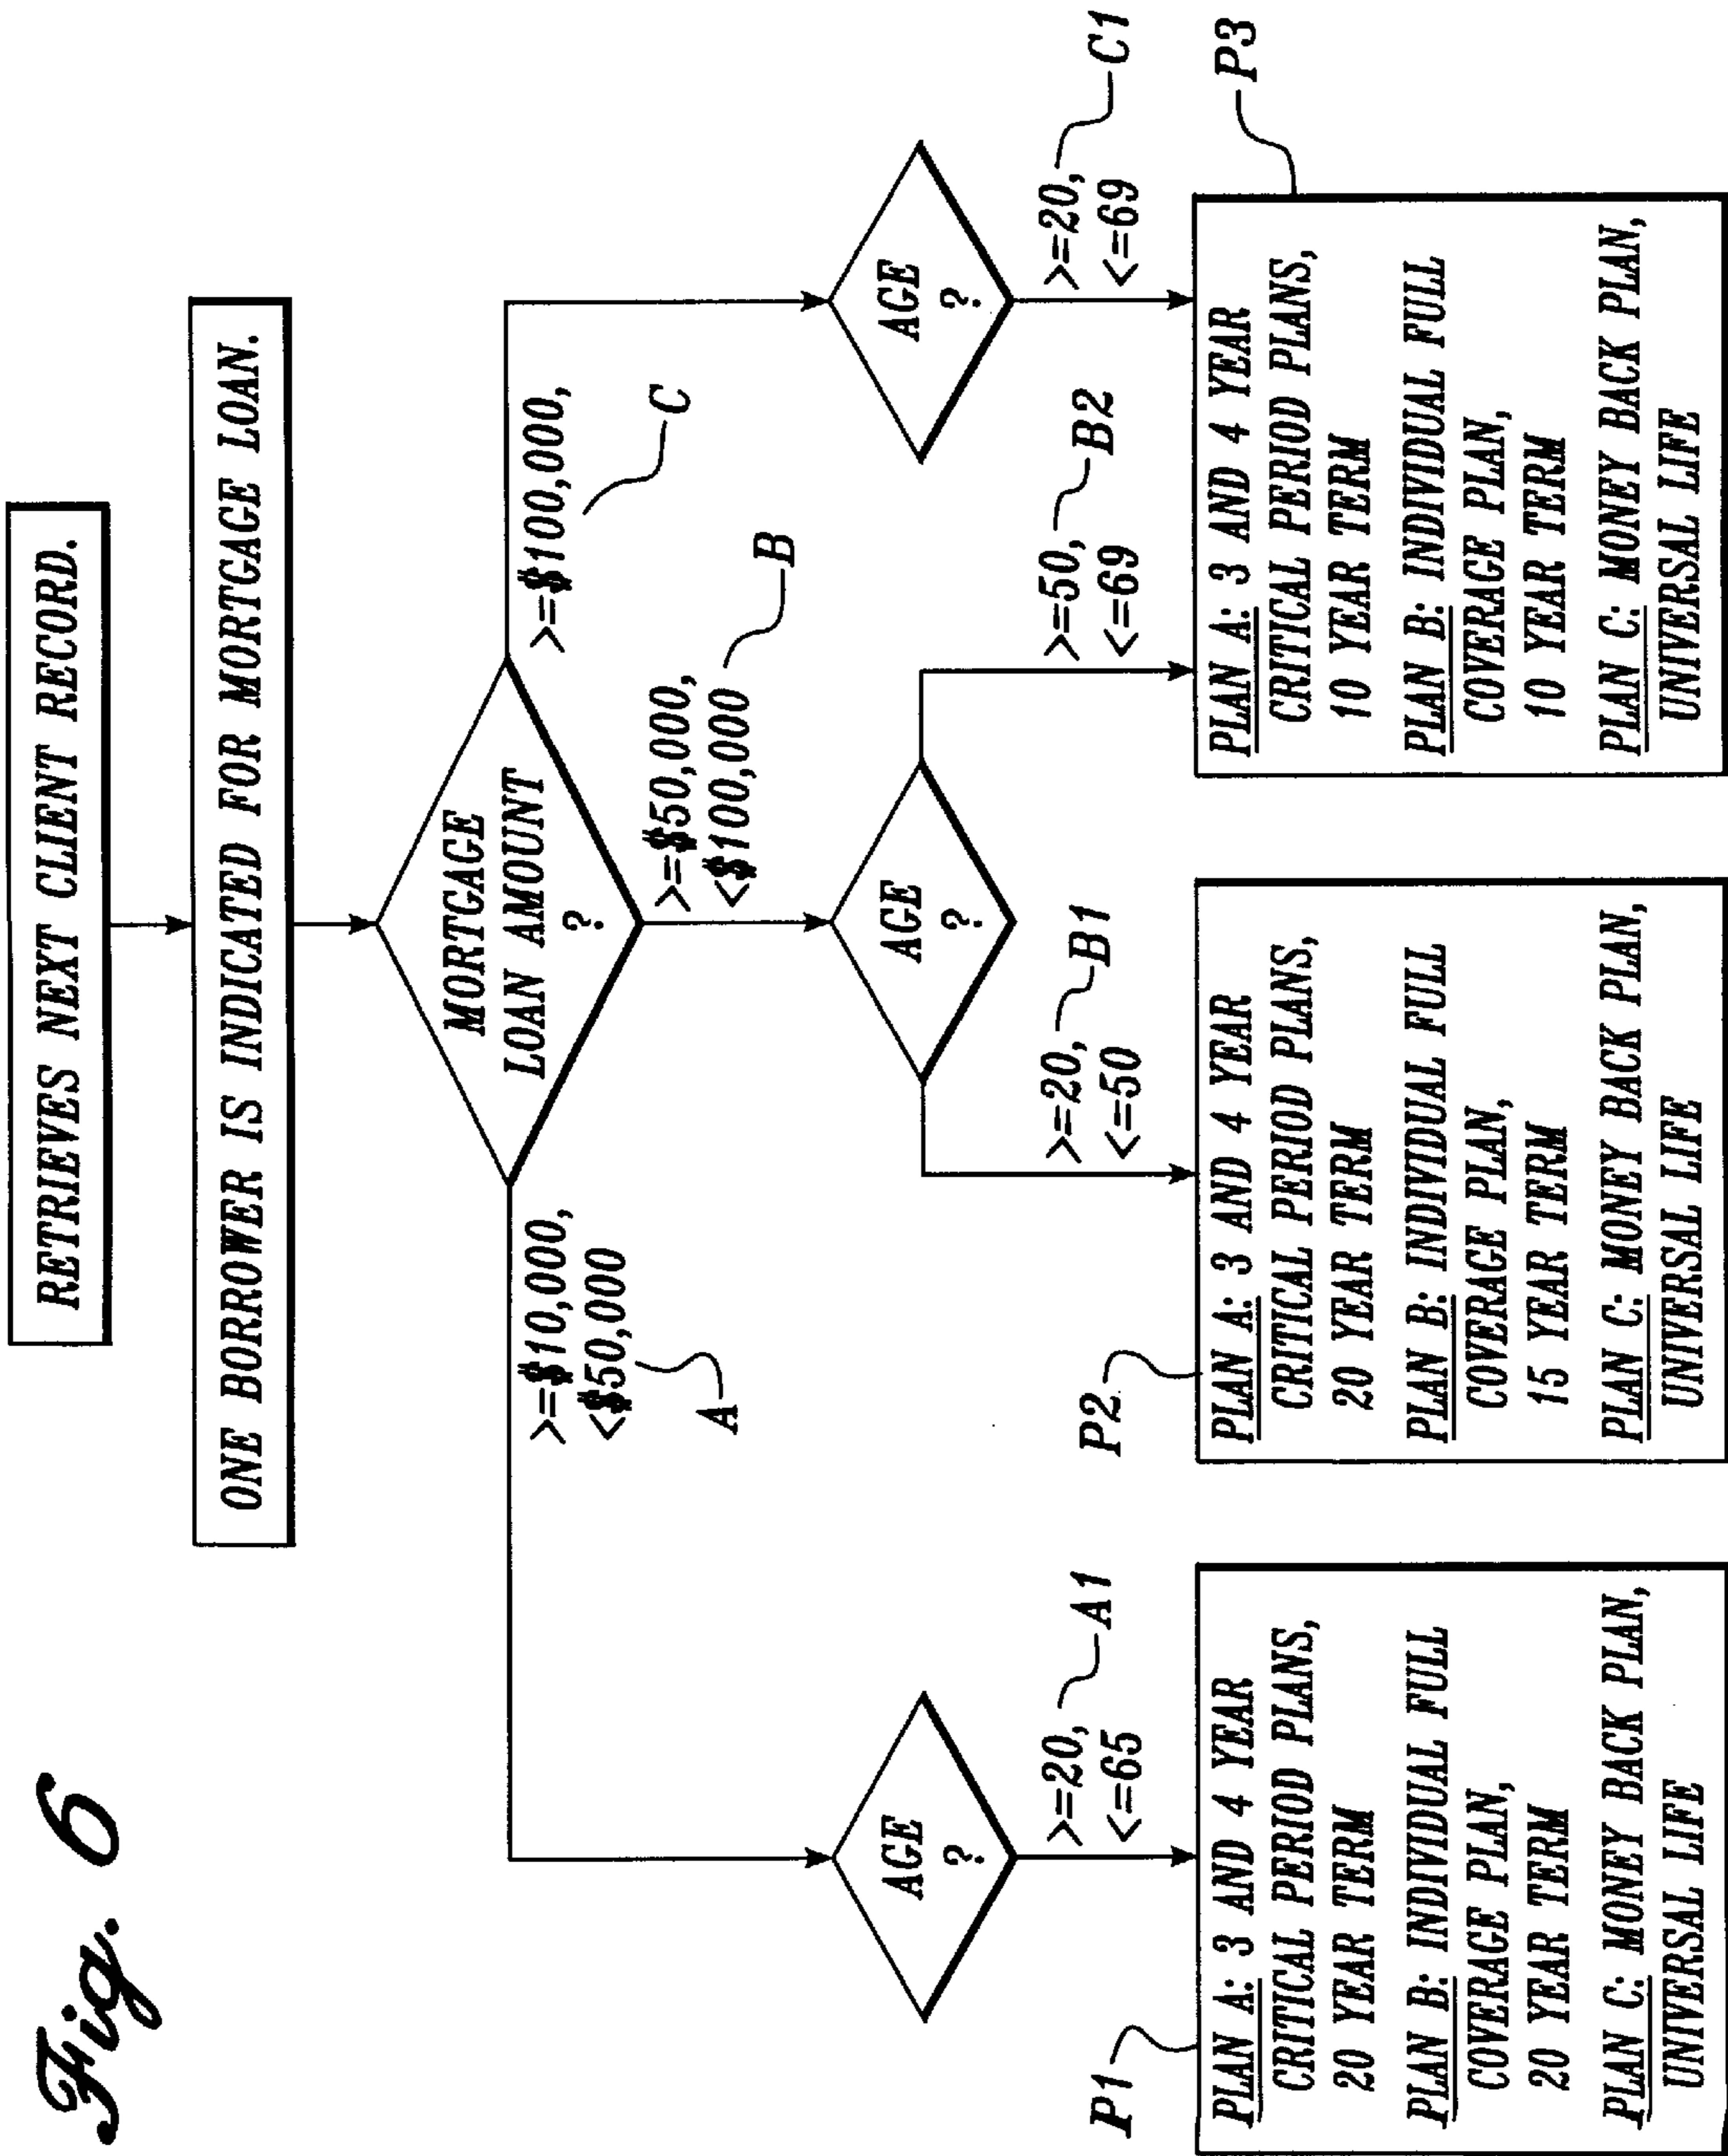 Fig. 6
RETRIEVES NEXT CLIENT RECORD.
ONE BORROWER IS INDICATED FOR MORTGAGE LOAN.
MORTGAGE
LOAN AMOUNT
?
>=$10,000,
<$50,000
A
>=$50,000,
<$100,000
B
>=$100,000,
C
AGE
?
>=20,
<=65
A1
AGE
?
>=20,
<=50
B1
>=50,
<=69
B2
AGE
?
>=20,
<=69
C1
P1
PLAN A: 3 AND 4 YEAR
CRITICAL PERIOD PLANS,
20 YEAR TERM
PLAN B: INDIVIDUAL FULL
COVERAGE PLAN,
20 YEAR TERM
PLAN C: MONEY BACK PLAN,
UNIVERSAL LIFE
P2
PLAN A: 3 AND 4 YEAR
CRITICAL PERIOD PLANS,
20 YEAR TERM
PLAN B: INDIVIDUAL FULL
COVERAGE PLAN,
15 YEAR TERM
PLAN C: MONEY BACK PLAN,
UNIVERSAL LIFE
P3
PLAN A: 3 AND 4 YEAR
CRITICAL PERIOD PLANS,
10 YEAR TERM
PLAN B: INDIVIDUAL FULL
COVERAGE PLAN,
10 YEAR TERM
PLAN C: MONEY BACK PLAN,
UNIVERSAL LIFE